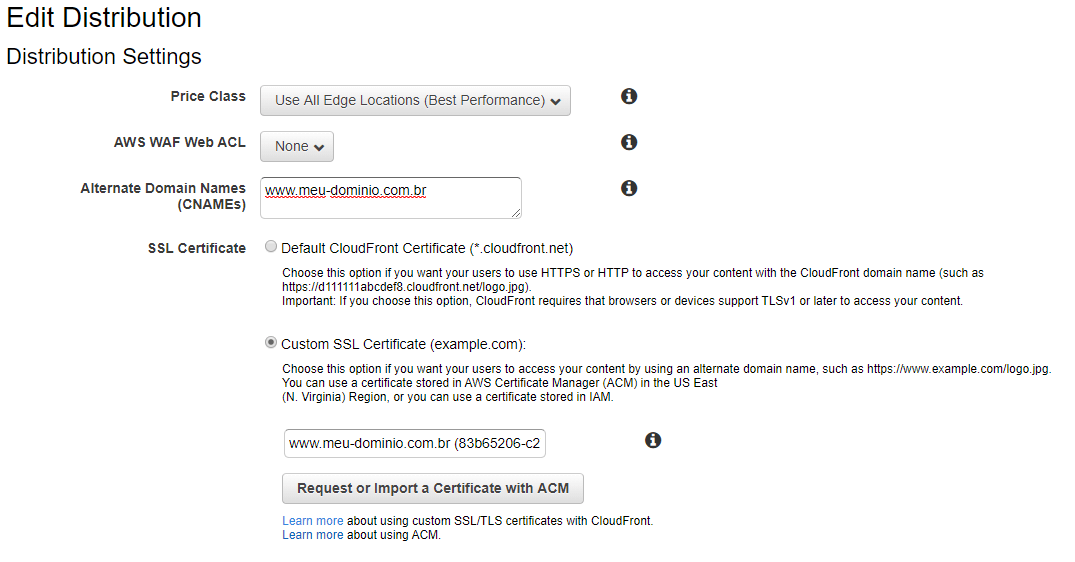 Edit Distribution
Distribution Settings
Price Class
Use All Edge Locations (Best Performance)
AWS WAF Web ACL
None
Alternate Domain Names
(CNAMEs)
www.meu-dominio.com.br
SSL Certificate
Default CloudFront Certificate (*.cloudfront.net)
Choose this option if you want your users to use HTTPS or HTTP to access your content with the CloudFront domain name (such as
https://d111111abcdef8.cloudfront.net/logo.jpg).
Important: If you choose this option, CloudFront requires that browsers or devices support TLSv1 or later to access your content.
Custom SSL Certificate (example.com):
Choose this option if you want your users to access your content by using an alternate domain name, such as https://www.example.com/logo.jpg.
You can use a certificate stored in AWS Certificate Manager (ACM) in the US East
(N. Virginia) Region, or you can use a certificate stored in IAM.
www.meu-dominio.com.br (83b65206-c2
Request or Import a Certificate with ACM
Learn more about using custom SSL/TLS certificates with CloudFront.
Learn more about using ACM.